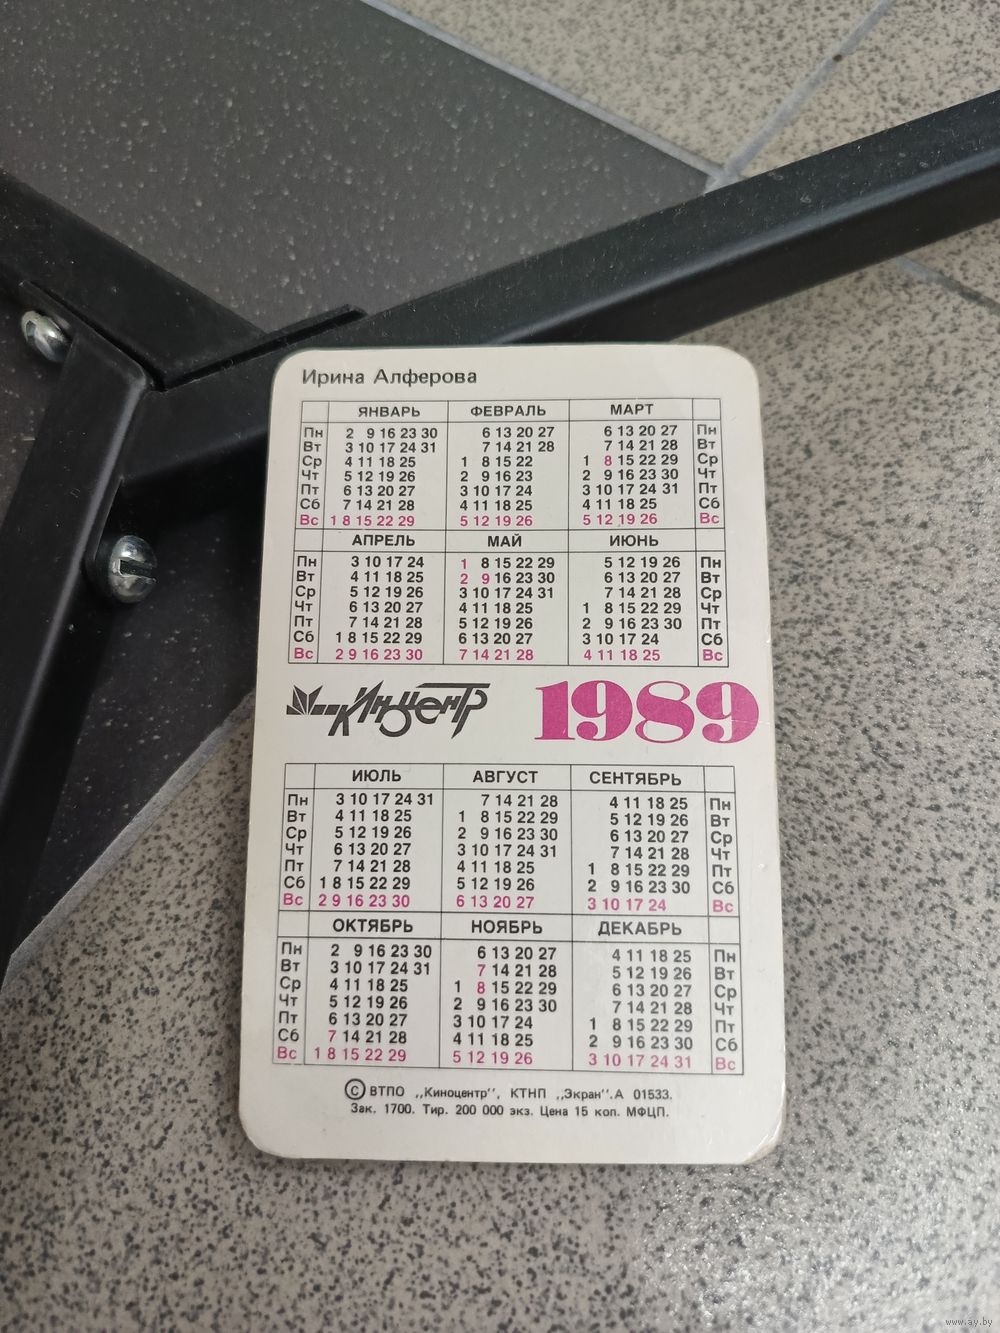 Ирина Алферова
ЯНВАРЬ ФЕВРАЛЬ МАРТ
Пн 2 9 16 23 30 6 13 20 27 6 13 20 27 Пн
Вт 3 10 17 24 31 7 14 21 28 7 14 21 28 Вт
Ср 4 11 18 25 1 8 15 22 1 8 15 22 29 Ср
Чт 5 12 19 26 2 9 16 23 2 9 16 23 30 Чт
Пт 6 13 20 27 3 10 17 24 3 10 17 24 31 Пт
Сб 7 14 21 28 4 11 18 25 4 11 18 25 Сб
Вс 1 8 15 22 29 5 12 19 26 5 12 19 26 Вс
АПРЕЛЬ МАЙ ИЮНЬ
Пн 3 10 17 24 1 8 15 22 29 5 12 19 26 Пн
Вт 4 11 18 25 2 9 16 23 30 6 13 20 27 Вт
Ср 5 12 19 26 3 10 17 24 31 7 14 21 28 Ср
Чт 6 13 20 27 4 11 18 25 1 8 15 22 29 Чт
Пт 7 14 21 28 5 12 19 26 2 9 16 23 30 Пт
Сб 1 8 15 22 29 6 13 20 27 3 10 17 24 Сб
Вс 2 9 16 23 30 7 14 21 28 4 11 18 25 Вс
Киноцентр 1989
ИЮЛЬ АВГУСТ СЕНТЯБРЬ
Пн 3 10 17 24 31 7 14 21 28 4 11 18 25 Пн
Вт 4 11 18 25 1 8 15 22 29 5 12 19 26 Вт
Ср 5 12 19 26 2 9 16 23 30 6 13 20 27 Ср
Чт 6 13 20 27 3 10 17 24 31 7 14 21 28 Чт
Пт 7 14 21 28 4 11 18 25 1 8 15 22 29 Пт
Сб 1 8 15 22 29 5 12 19 26 2 9 16 23 30 Сб
Вс 2 9 16 23 30 6 13 20 27 3 10 17 24 Вс
ОКТЯБРЬ НОЯБРЬ ДЕКАБРЬ
Пн 2 9 16 23 30 6 13 20 27 4 11 18 25 Пн
Вт 3 10 17 24 31 7 14 21 28 5 12 19 26 Вт
Ср 4 11 18 25 1 8 15 22 29 6 13 20 27 Ср
Чт 5 12 19 26 2 9 16 23 30 7 14 21 28 Чт
Пт 6 13 20 27 3 10 17 24 1 8 15 22 29 Пт
Сб 7 14 21 28 4 11 18 25 2 9 16 23 30 Сб
Вс 1 8 15 22 29 5 12 19 26 3 10 17 24 31 Вс
© ВТПО „Киноцентр", КТНП „Экран".А 01533.
Зак. 1700. Тир. 200 000 экз. Цена 15 коп. МФЦП.
www.ay.by